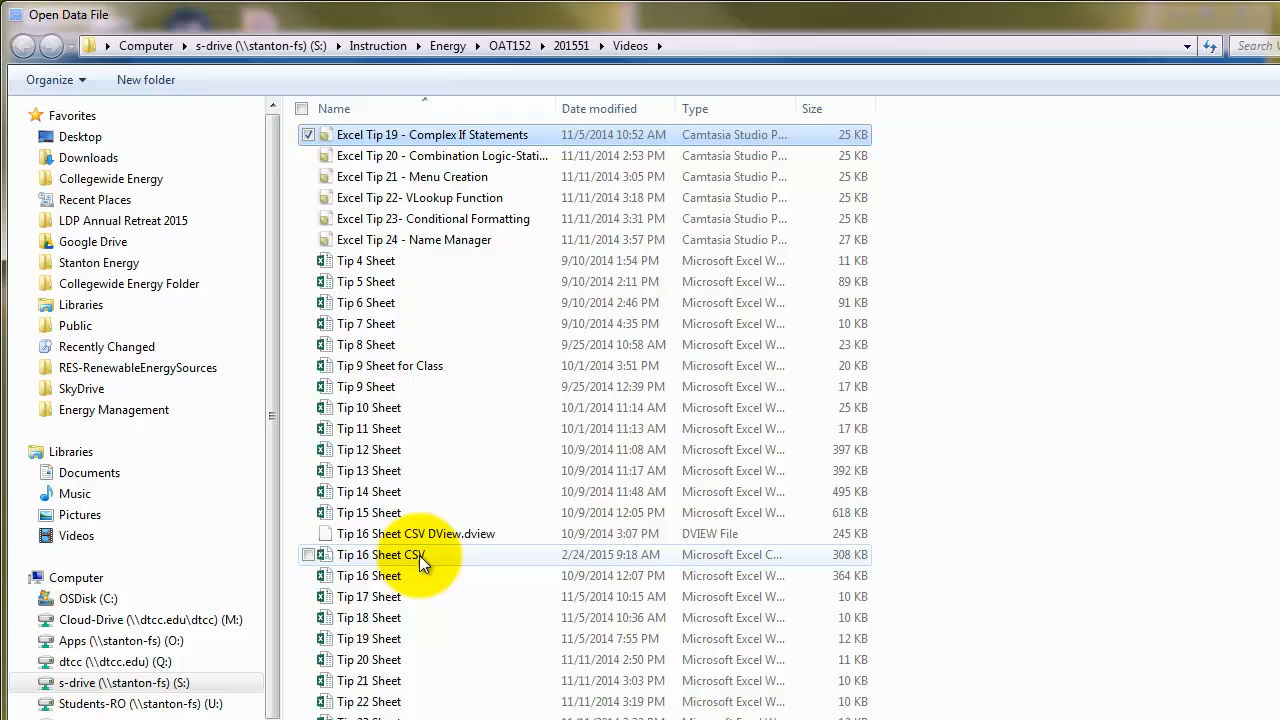 Open Data File
Computer s-drive (\\stanton-fs) (S:) Instruction Energy OAT152 201551 Videos Search
Organize New folder
Name Date modified Type Size
Favorites
Desktop
Downloads
Collegewide Energy
Recent Places
LDP Annual Retreat 2015
Google Drive
Stanton Energy
Collegewide Energy Folder
Libraries
Public
Recently Changed
RES-RenewableEnergySources
SkyDrive
Energy Management
Libraries
Documents
Music
Pictures
Videos
Computer
OSDisk (C:)
Cloud-Drive (\\dtcc.edu\dtcc) (M:)
Apps (\\stanton-fs) (O:)
dtcc (\\dtcc.edu) (Q:)
s-drive (\\stanton-fs) (S:)
Students-RO (\\stanton-fs) (U:)
Excel Tip 19 - Complex If Statements 11/5/2014 10:52 AM Camtasia Studio P... 25 KB
Excel Tip 20 - Combination Logic-Stati... 11/11/2014 2:53 PM Camtasia Studio P... 25 KB
Excel Tip 21 - Menu Creation 11/11/2014 3:05 PM Camtasia Studio P... 25 KB
Excel Tip 22- VLookup Function 11/11/2014 3:18 PM Camtasia Studio P... 25 KB
Excel Tip 23- Conditional Formatting 11/11/2014 3:31 PM Camtasia Studio P... 25 KB
Excel Tip 24 - Name Manager 11/11/2014 3:57 PM Camtasia Studio P... 27 KB
Tip 4 Sheet 9/10/2014 1:54 PM Microsoft Excel W... 11 KB
Tip 5 Sheet 9/10/2014 2:11 PM Microsoft Excel W... 89 KB
Tip 6 Sheet 9/10/2014 2:46 PM Microsoft Excel W... 91 KB
Tip 7 Sheet 9/10/2014 4:35 PM Microsoft Excel W... 10 KB
Tip 8 Sheet 9/25/2014 10:58 AM Microsoft Excel W... 23 KB
Tip 9 Sheet for Class 10/1/2014 3:51 PM Microsoft Excel W... 20 KB
Tip 9 Sheet 9/25/2014 12:39 PM Microsoft Excel W... 17 KB
Tip 10 Sheet 10/1/2014 11:14 AM Microsoft Excel W... 25 KB
Tip 11 Sheet 10/1/2014 11:13 AM Microsoft Excel W... 17 KB
Tip 12 Sheet 10/9/2014 11:08 AM Microsoft Excel W... 397 KB
Tip 13 Sheet 10/9/2014 11:17 AM Microsoft Excel W... 392 KB
Tip 14 Sheet 10/9/2014 11:48 AM Microsoft Excel W... 495 KB
Tip 15 Sheet 10/9/2014 12:05 PM Microsoft Excel W... 618 KB
Tip 16 Sheet CSV DView.dview 10/9/2014 3:07 PM DVIEW File 245 KB
Tip 16 Sheet CSV 2/24/2015 9:18 AM Microsoft Excel C... 308 KB
Tip 16 Sheet 10/9/2014 12:07 PM Microsoft Excel W... 364 KB
Tip 17 Sheet 11/5/2014 10:15 AM Microsoft Excel W... 10 KB
Tip 18 Sheet 11/5/2014 10:36 AM Microsoft Excel W... 10 KB
Tip 19 Sheet 11/5/2014 7:55 PM Microsoft Excel W... 12 KB
Tip 20 Sheet 11/11/2014 2:50 PM Microsoft Excel W... 11 KB
Tip 21 Sheet 11/11/2014 3:03 PM Microsoft Excel W... 10 KB
Tip 22 Sheet 11/11/2014 3:19 PM Microsoft Excel W... 10 KB